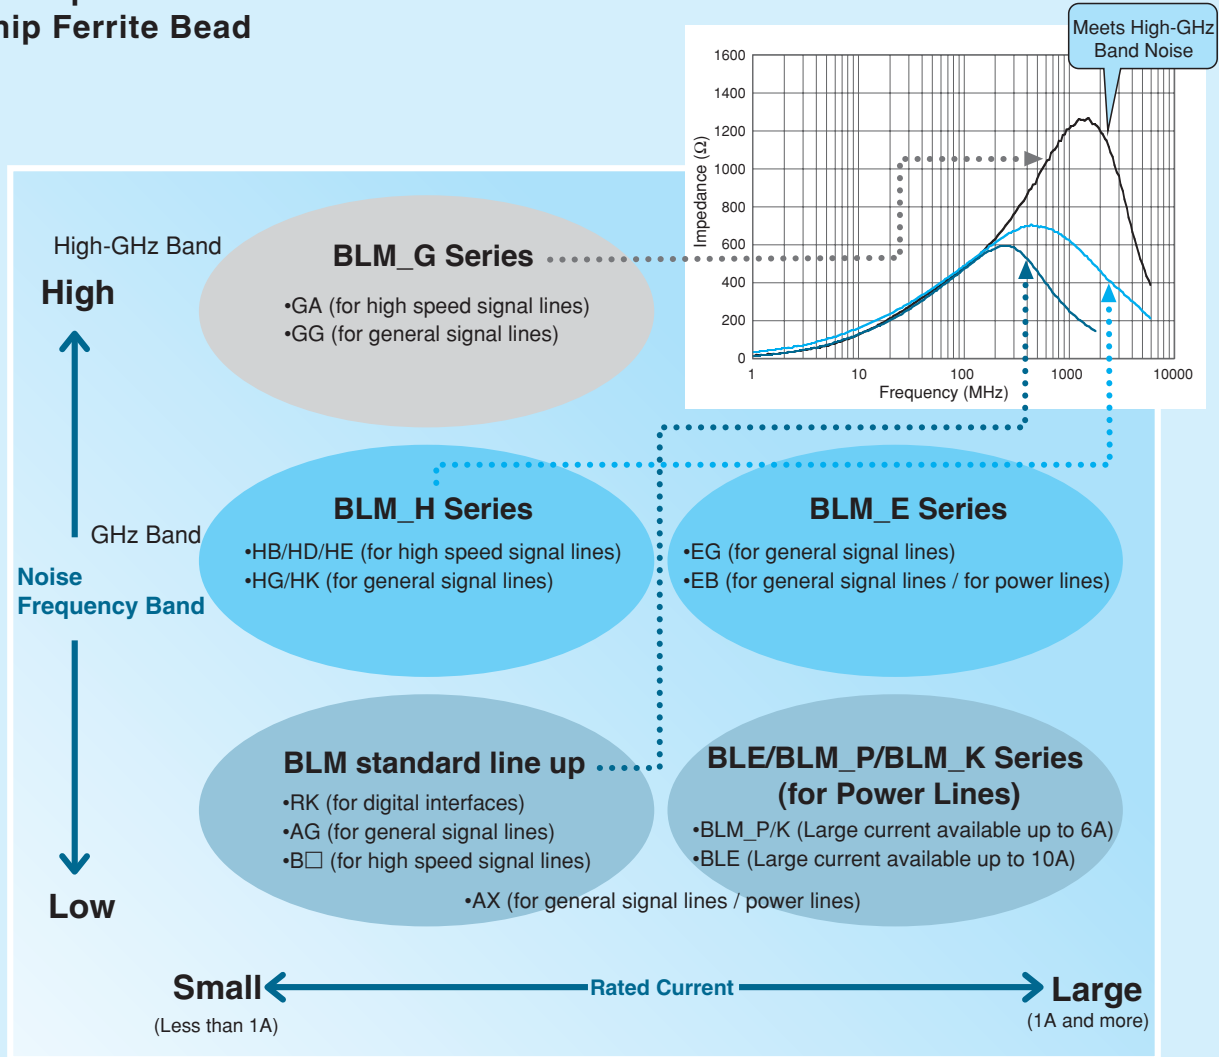 Ferrite Bead
Meets High-GHz
Band Noise
1600
1400
1200
1000
800
600
400
200
0
Impedance (Ω)
1
10
100
1000
10000
Frequency (MHz)
High-GHz Band
High
BLM_G Series
•GA (for high speed signal lines)
•GG (for general signal lines)
GHz Band
Noise
Frequency Band
BLM_H Series
•HB/HD/HE (for high speed signal lines)
•HG/HK (for general signal lines)
BLM_E Series
•EG (for general signal lines)
•EB (for general signal lines / for power lines)
BLM standard line up
•RK (for digital interfaces)
•AG (for general signal lines)
•B□ (for high speed signal lines)
BLE/BLM_P/BLM_K Series
(for Power Lines)
•BLM_P/K (Large current available up to 6A)
•BLE (Large current available up to 10A)
•AX (for general signal lines / power lines)
Low
Small
(Less than 1A)
Rated Current
Large
(1A and more)